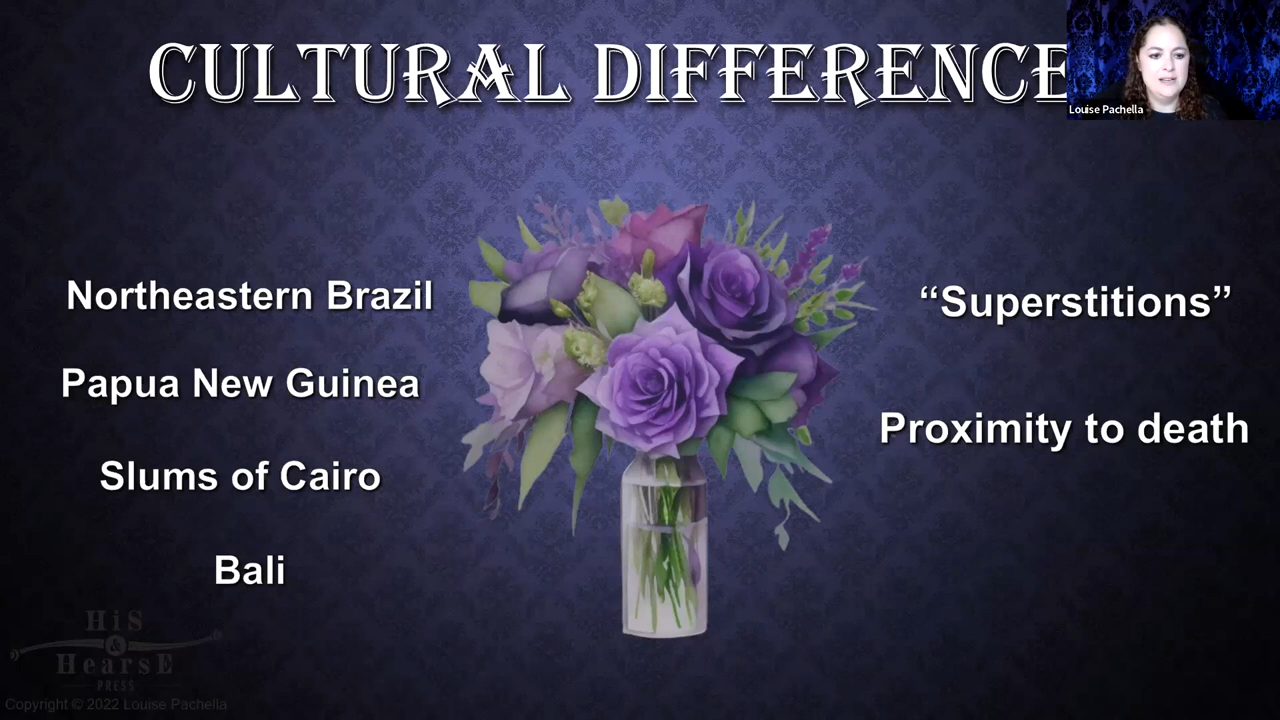 CULTURAL DIFFERENCE
Louise Pachella
Northeastern Brazil
Papua New Guinea
Slums of Cairo
Bali
“Superstitions”
Proximity to death
HiS
&
HearsE
PRESS
Copyright © 2022 Louise Pachella